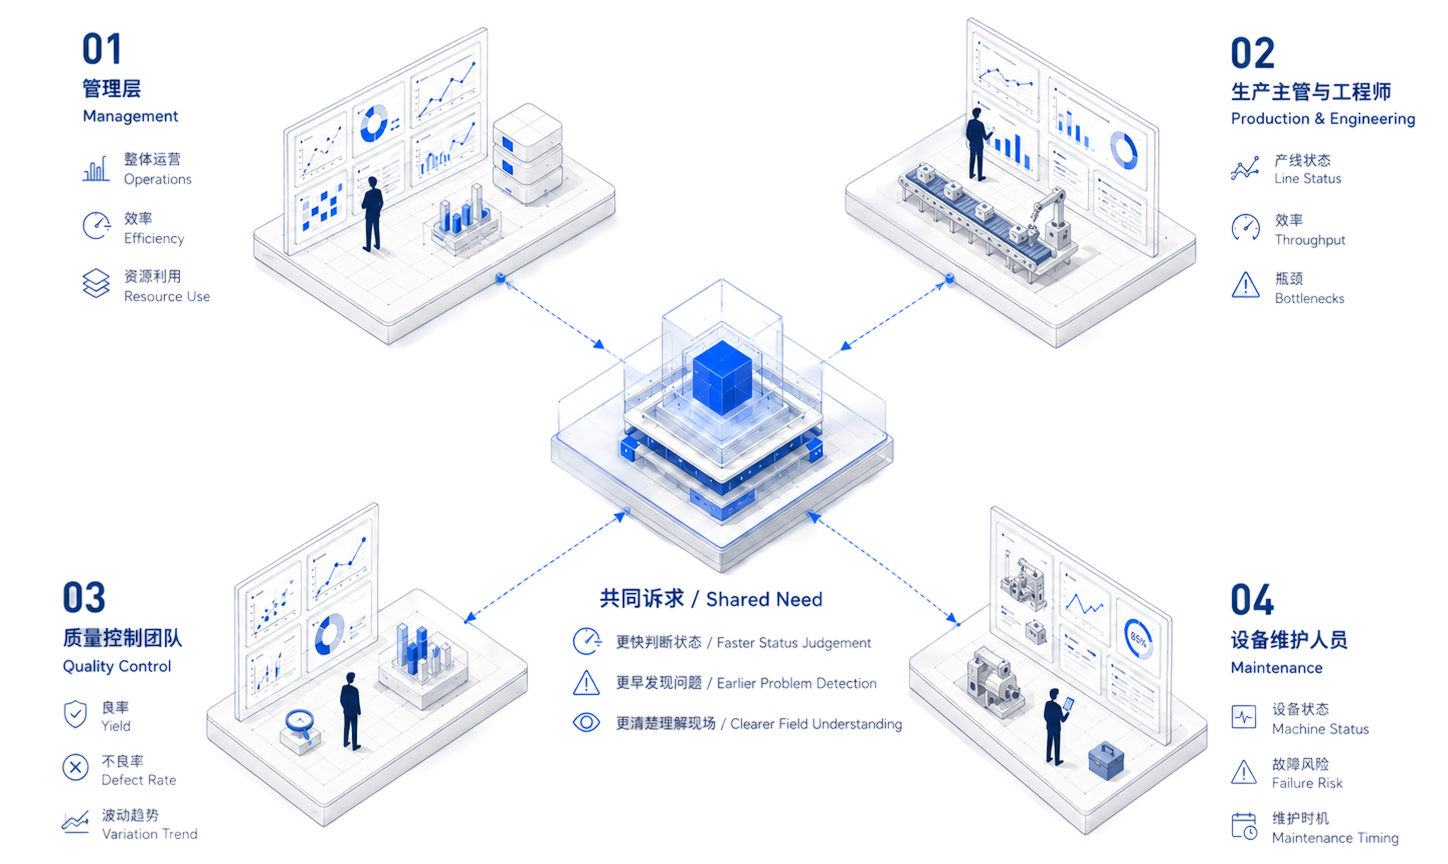 01
管理层
Management
整体运营
Operations
效率
Efficiency
资源利用
Resource Use
02
生产主管与工程师
Production & Engineering
产线状态
Line Status
效率
Throughput
瓶颈
Bottlenecks
03
质量控制团队
Quality Control
良率
Yield
不良率
Defect Rate
波动趋势
Variation Trend
共同诉求 / Shared Need
更快判断状态 / Faster Status Judgement
更早发现问题 / Earlier Problem Detection
更清楚理解现场 / Clearer Field Understanding
04
设备维护人员
Maintenance
设备状态
Machine Status
故障风险
Failure Risk
维护时机
Maintenance Timing